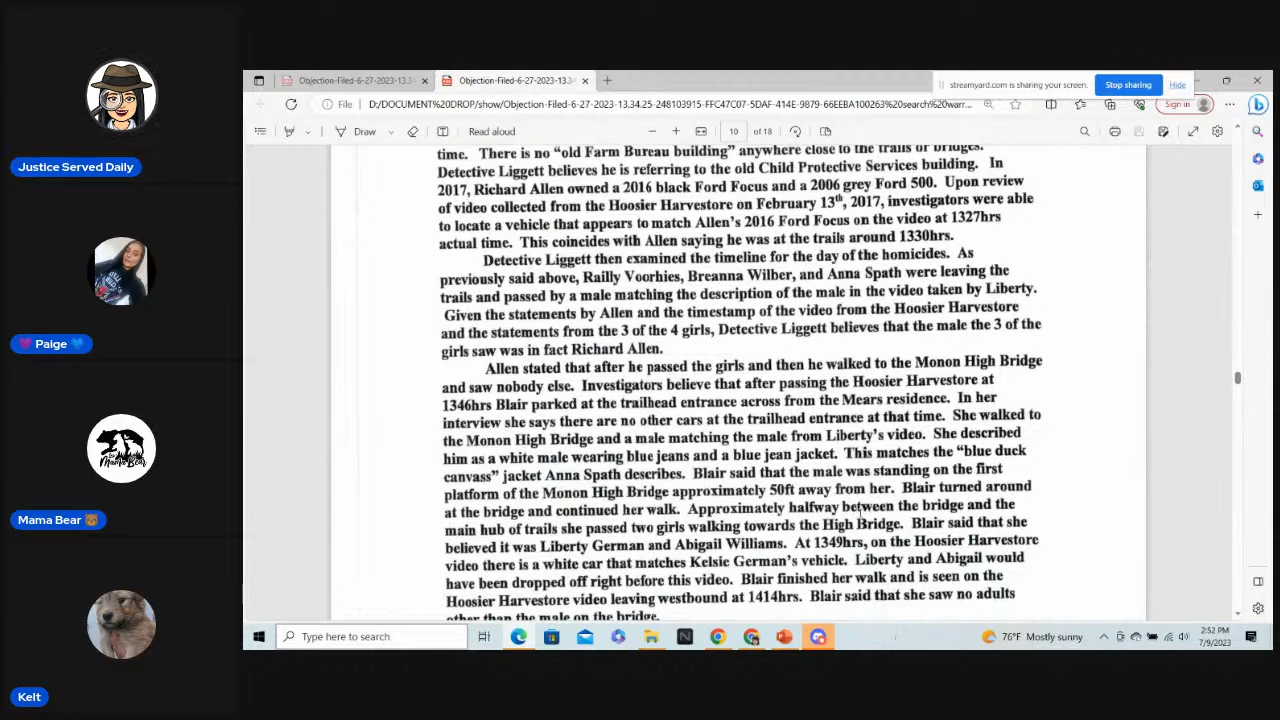 Justice Served Daily
Paige
Mama Bear
Kelt
Objection-Filed-6-27-2023-13.34
Objection-Filed-6-27-2023-13.34
streamyard.com is sharing your screen.
Stop sharing
Hide
File
D:/DOCUMENT%20DROP/show/Objection-Filed-6-27-2023-13.34.25-248103915-FFC47C07-5DAF-414E-9879-66EEBA100263%20search%20warr...
Sign in
Draw
Read aloud
10 of 18
time. There is no “old Farm Bureau building” anywhere close to the trails or bridges.
Detective Liggett believes he is referring to the old Child Protective Services building. In
2017, Richard Allen owned a 2016 black Ford Focus and a 2006 grey Ford 500. Upon review
of video collected from the Hoosier Harvestore on February 13th, 2017, investigators were able
to locate a vehicle that appears to match Allen’s 2016 Ford Focus on the video at 1327hrs
actual time. This coincides with Allen saying he was at the trails around 1330hrs.
Detective Liggett then examined the timeline for the day of the homicides. As
previously said above, Railly Voorhies, Breanna Wilber, and Anna Spath were leaving the
trails and passed by a male matching the description of the male in the video taken by Liberty.
Given the statements by Allen and the timestamp of the video from the Hoosier Harvestore
and the statements from the 3 of the 4 girls, Detective Liggett believes that the male the 3 of the
girls saw was in fact Richard Allen.
Allen stated that after he passed the girls and then he walked to the Monon High Bridge
and saw nobody else. Investigators believe that after passing the Hoosier Harvestore at
1346hrs Blair parked at the trailhead entrance across from the Mears residence. In her
interview she says there are no other cars at the trailhead entrance at that time. She walked to
the Monon High Bridge and a male matching the male from Liberty’s video. She described
him as a white male wearing blue jeans and a blue jean jacket. This matches the “blue duck
canvass” jacket Anna Spath describes. Blair said that the male was standing on the first
platform of the Monon High Bridge approximately 50ft away from her. Blair turned around
at the bridge and continued her walk. Approximately halfway between the bridge and the
main hub of trails she passed two girls walking towards the High Bridge. Blair said that she
believed it was Liberty German and Abigail Williams. At 1349hrs, on the Hoosier Harvestore
video there is a white car that matches Kelsie German’s vehicle. Liberty and Abigail would
have been dropped off right before this video. Blair finished her walk and is seen on the
Hoosier Harvestore video leaving westbound at 1414hrs. Blair said that she saw no adults
other than the male on the bridge.
Type here to search
76°F Mostly sunny
2:52 PM
7/9/2023